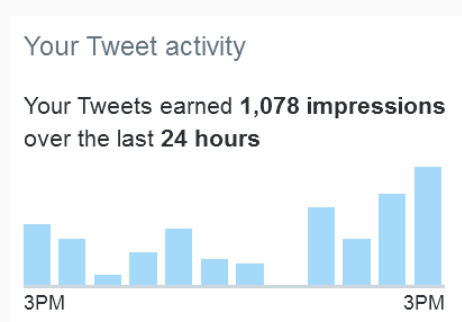 Your Tweet activity
Your Tweets earned 1,078 impressions
over the last 24 hours
3PM 3PM